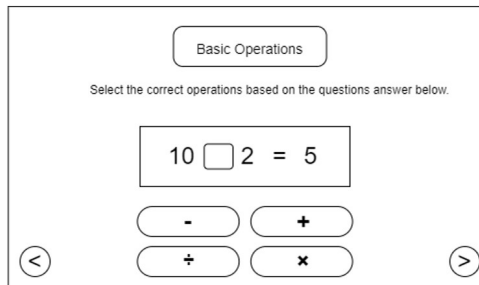 Basic Operations
Select the correct operations based on the questions answer below.
10 2 = 5
- +
< ÷ × >